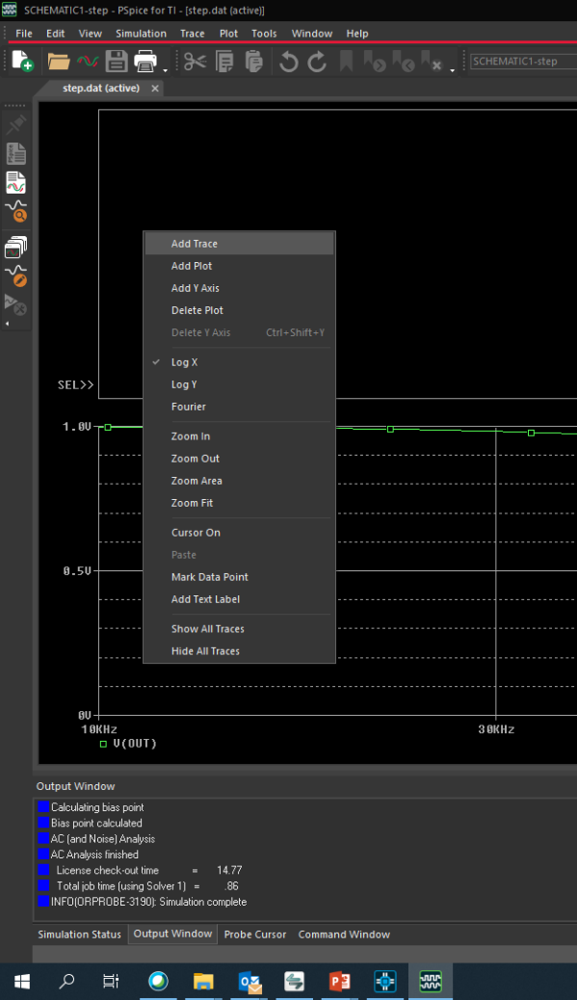 SCHEMATIC1-step - PSpice for TI - [step.dat (active)]
File Edit View Simulation Trace Plot Tools Window Help
SCHEMATIC1-step
step.dat (active)
Add Trace
Add Plot
Add Y Axis
Delete Plot
Delete Y Axis Ctrl+Shift+Y
SEL>>
Log X
Log Y
Fourier
1.0V
Zoom In
Zoom Out
Zoom Area
Zoom Fit
Cursor On
Paste
0.5V
Mark Data Point
Add Text Label
Show All Traces
Hide All Traces
0V
10KHz 30KHz
V(OUT)
Output Window
Calculating bias point
Bias point calculated
AC (and Noise) Analysis
AC Analysis finished
License check-out time = 14.77
Total job time (using Solver 1) = .86
INFO(ORPROBE-3190): Simulation complete
Simulation Status Output Window Probe Cursor Command Window